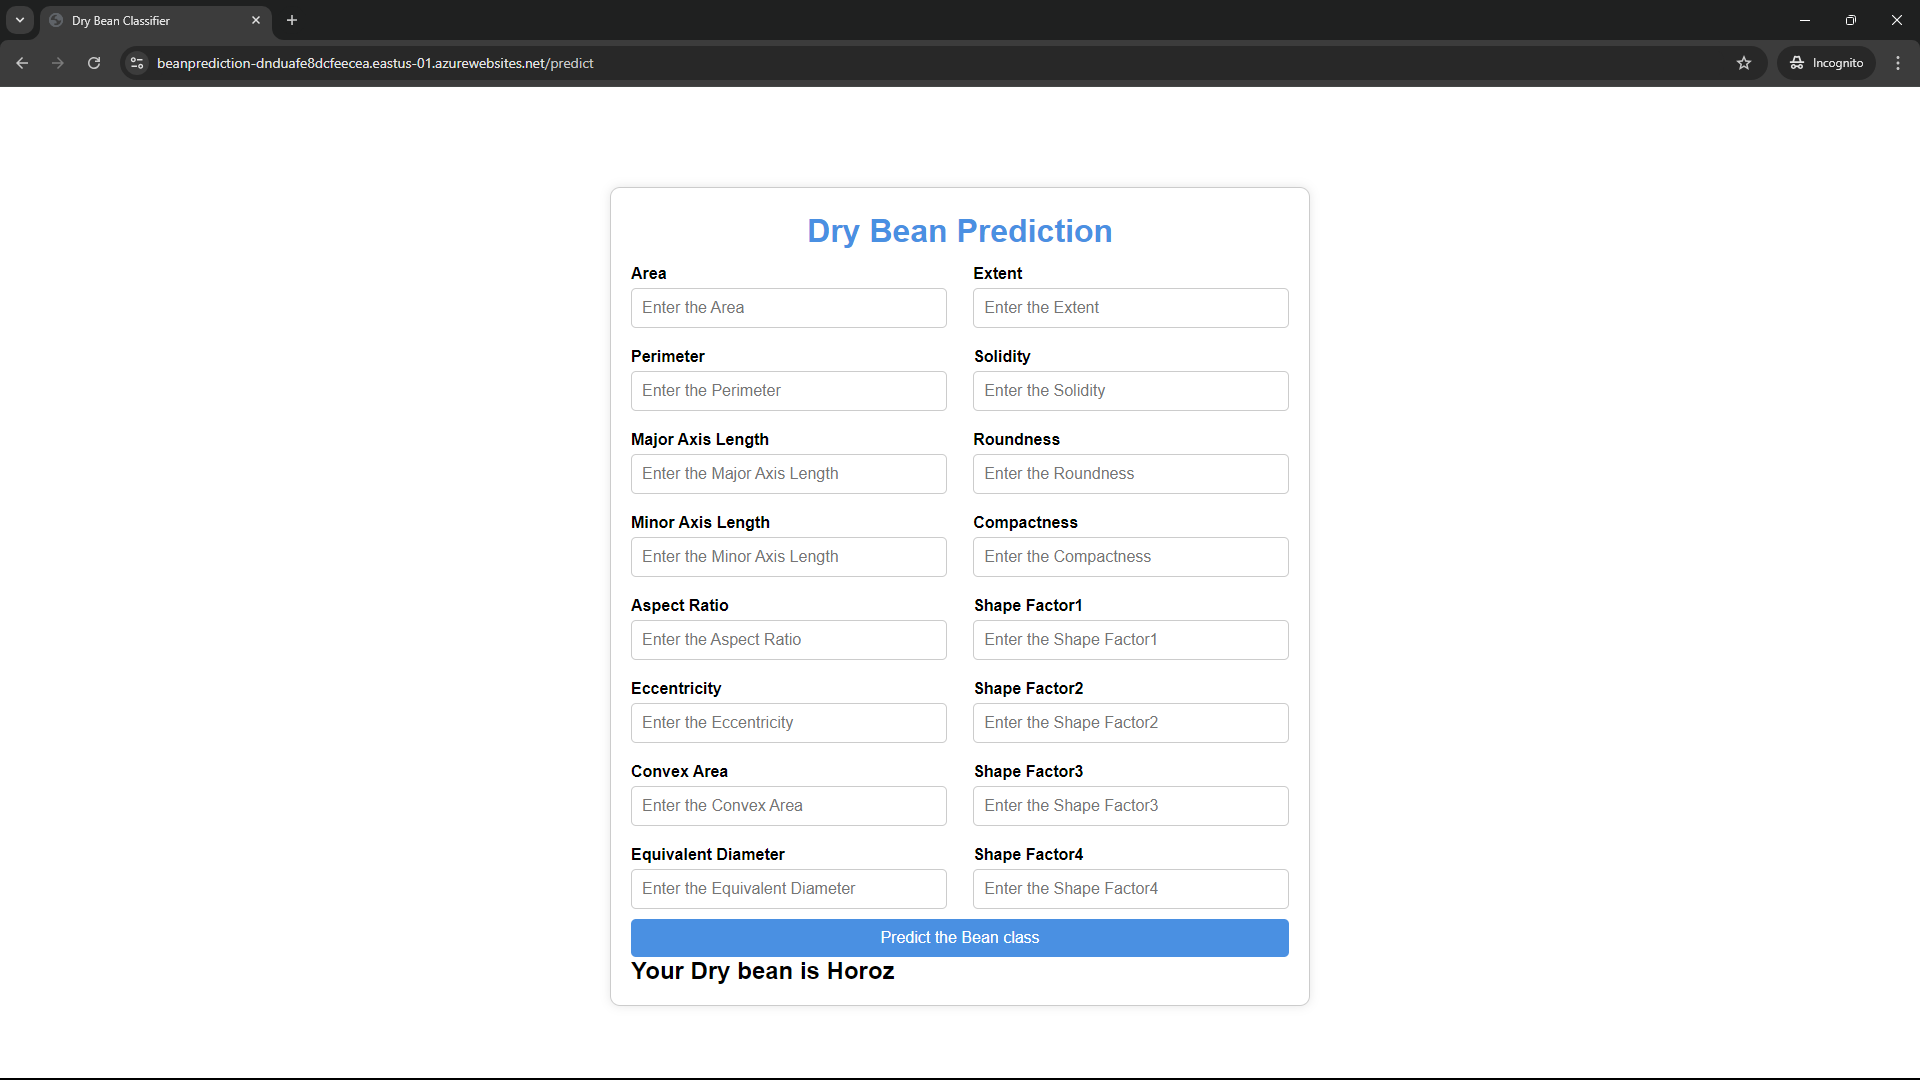 Dry Bean Classifier
beanprediction-dnduafe8dcfeecea.eastus-01.azurewebsites.net/predict
Incognito
Dry Bean Prediction
Area
Extent
Enter the Area
Enter the Extent
Perimeter
Solidity
Enter the Perimeter
Enter the Solidity
Major Axis Length
Roundness
Enter the Major Axis Length
Enter the Roundness
Minor Axis Length
Compactness
Enter the Minor Axis Length
Enter the Compactness
Aspect Ratio
Shape Factor1
Enter the Aspect Ratio
Enter the Shape Factor1
Eccentricity
Shape Factor2
Enter the Eccentricity
Enter the Shape Factor2
Convex Area
Shape Factor3
Enter the Convex Area
Enter the Shape Factor3
Equivalent Diameter
Shape Factor4
Enter the Equivalent Diameter
Enter the Shape Factor4
Predict the Bean class
Your Dry bean is Horoz